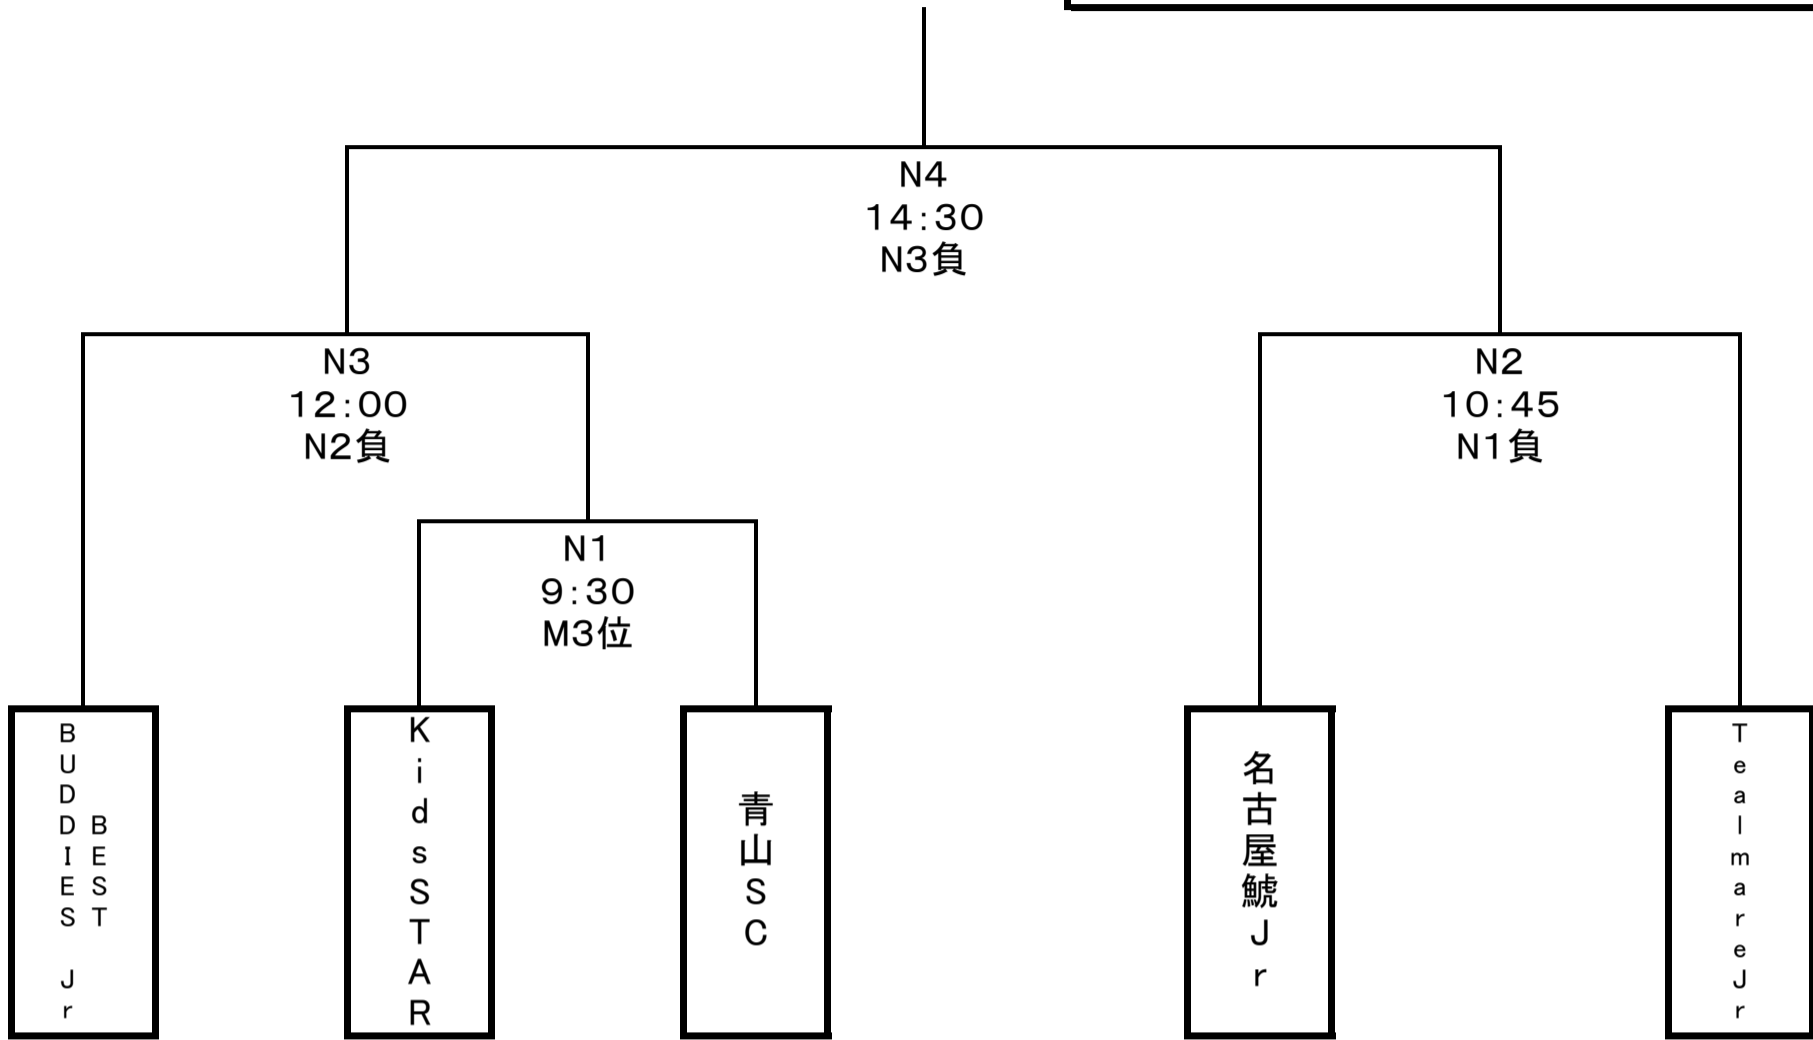 N4
14:30
N3負
N3
12:00
N2負
N2
10:45
N1負
N1
9:30
M3位
BEST
BUDDIES Jr
KidsSTAR
青山SC
名古屋鯱Jr
TealmareJr